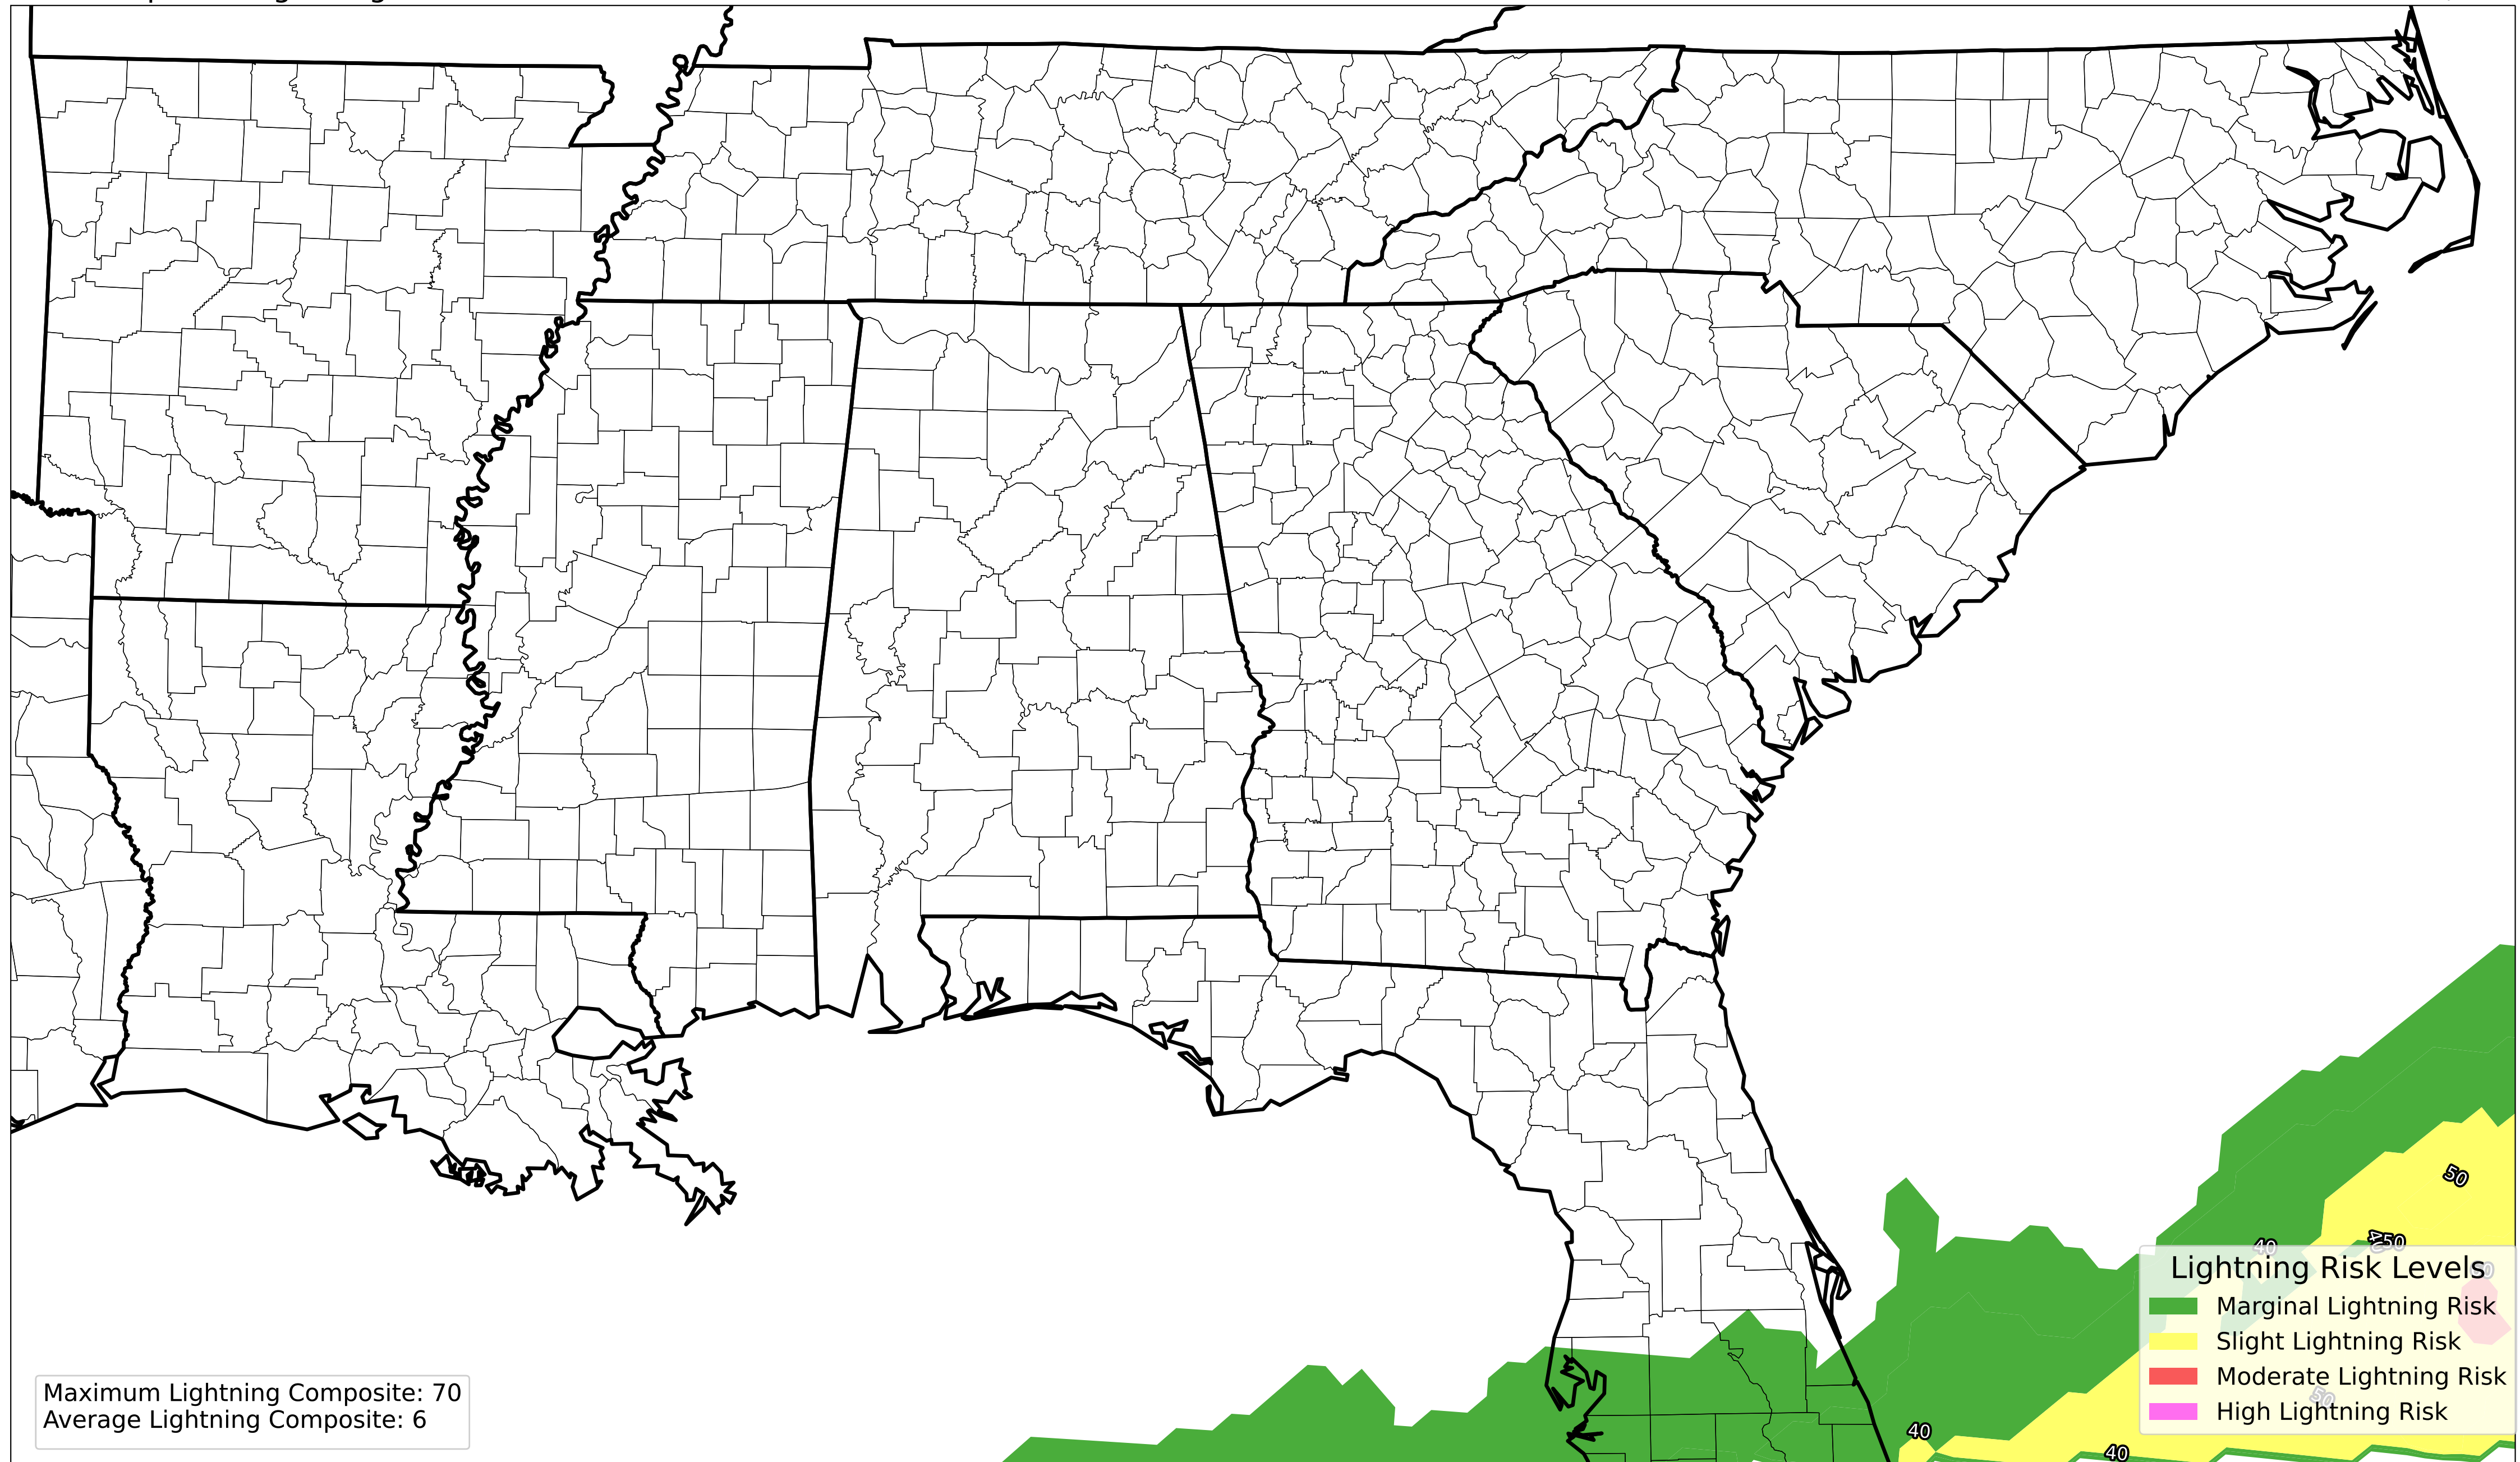 50
50
40
Lightning Risk Levels
Marginal Lightning Risk
Slight Lightning Risk
Moderate Lightning Risk
High Lightning Risk
50
Maximum Lightning Composite: 70
Average Lightning Composite: 6
40
40